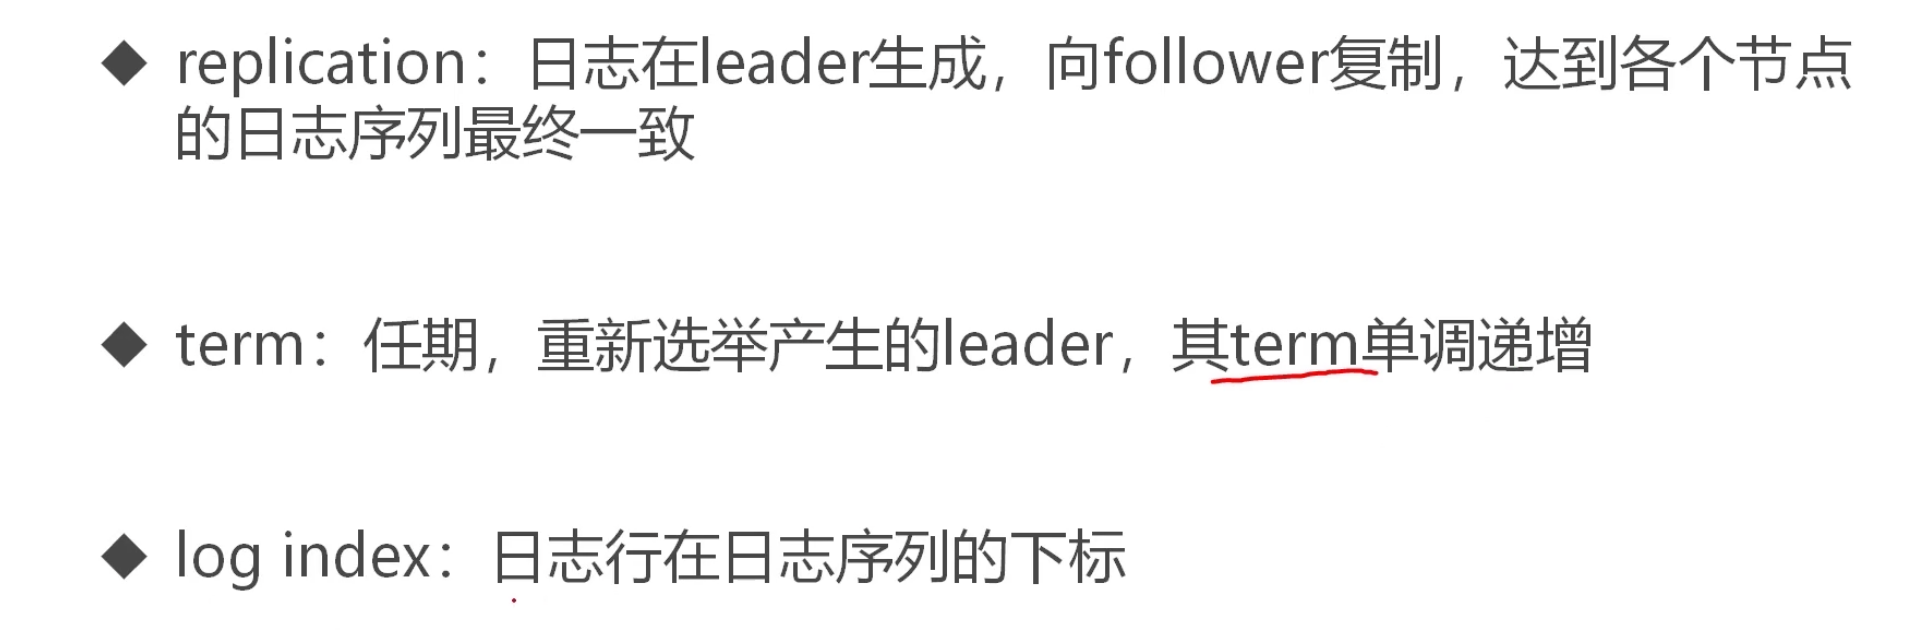 ◆ replication：日志在leader生成，向follower复制，达到各个节点
的日志序列最终一致
◆ term：任期，重新选举产生的leader，其term单调递增
◆ log index：日志行在日志序列的下标